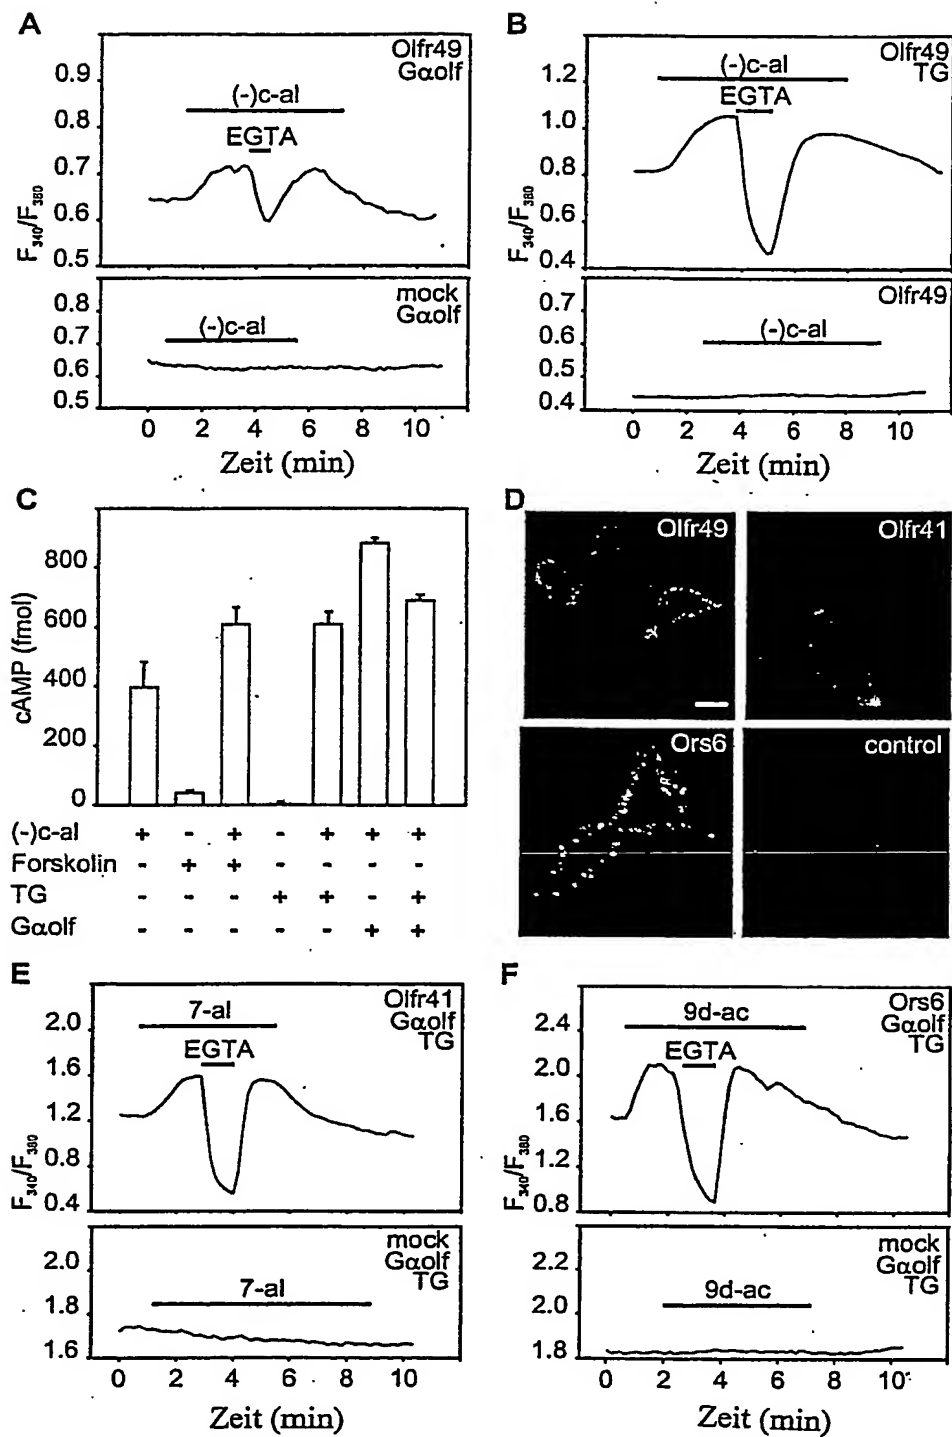 A
Olfr49
Gαolf
(-)c-al
EGTA
0.9
0.8
0.7
0.6
0.5
F340/F380
mock
Gαolf
(-)c-al
0.8
0.7
0.6
0.5
0 2 4 6 8 10
Zeit (min)
B
Olfr49
TG
(-)c-al
EGTA
1.2
1.0
0.8
0.6
0.4
F340/F380
Olfr49
(-)c-al
0.7
0.6
0.5
0.4
0 2 4 6 8 10
Zeit (min)
C
800
600
400
200
0
cAMP (fmol)
(-)c-al + - + - + + +
Forskolin - + + - - - -
TG - - - + + - +
Gαolf - - - - - + +
D
Olfr49
Olfr41
Ors6
control
E
Olfr41
Gαolf
TG
7-al
EGTA
2.0
1.6
1.2
0.8
0.4
F340/F380
mock
Gαolf
TG
7-al
2.0
1.8
1.6
0 2 4 6 8 10
Zeit (min)
F
Ors6
Gαolf
TG
9d-ac
EGTA
2.4
2.0
1.6
1.2
0.8
F340/F380
mock
Gαolf
TG
9d-ac
2.2
2.0
1.8
0 2 4 6 8 10
Zeit (min)